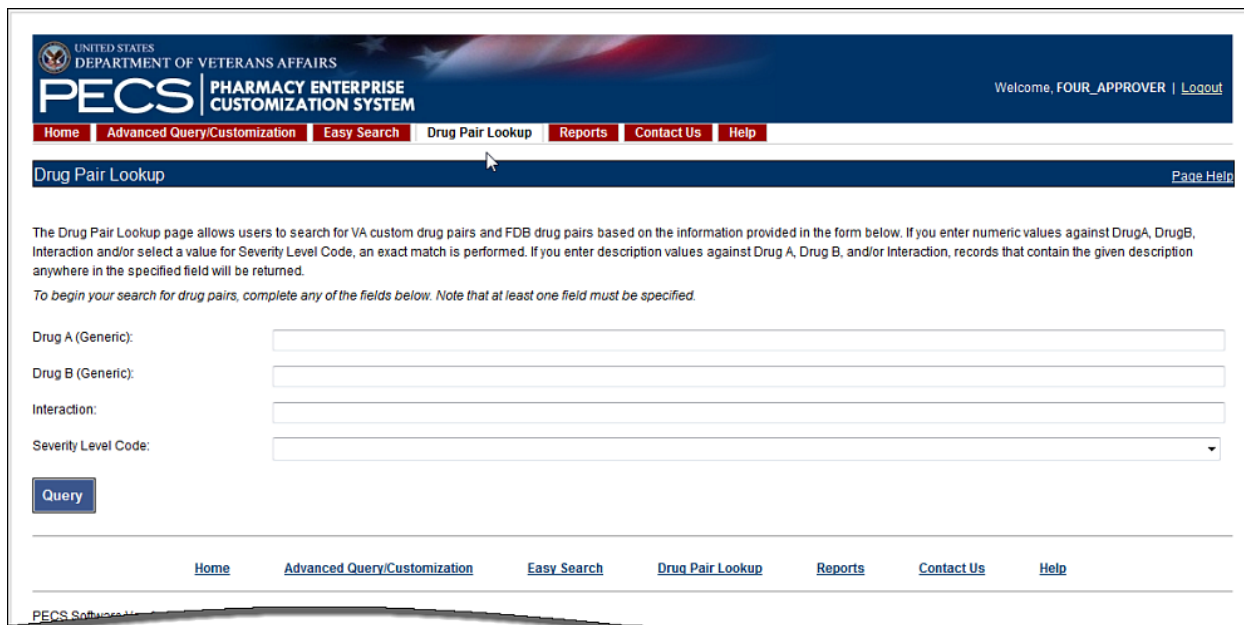 UNITED STATES
DEPARTMENT OF VETERANS AFFAIRS
PECS PHARMACY ENTERPRISE
CUSTOMIZATION SYSTEM
Welcome, FOUR_APPROVER | Logout
Home Advanced Query/Customization Easy Search Drug Pair Lookup Reports Contact Us Help
Drug Pair Lookup Page Help
The Drug Pair Lookup page allows users to search for VA custom drug pairs and FDB drug pairs based on the information provided in the form below. If you enter numeric values against DrugA, DrugB,
Interaction and/or select a value for Severity Level Code, an exact match is performed. If you enter description values against Drug A, Drug B, and/or Interaction, records that contain the given description
anywhere in the specified field will be returned.
To begin your search for drug pairs, complete any of the fields below. Note that at least one field must be specified.
Drug A (Generic):
Drug B (Generic):
Interaction:
Severity Level Code:
Query
Home Advanced Query/Customization Easy Search Drug Pair Lookup Reports Contact Us Help
PECS Software